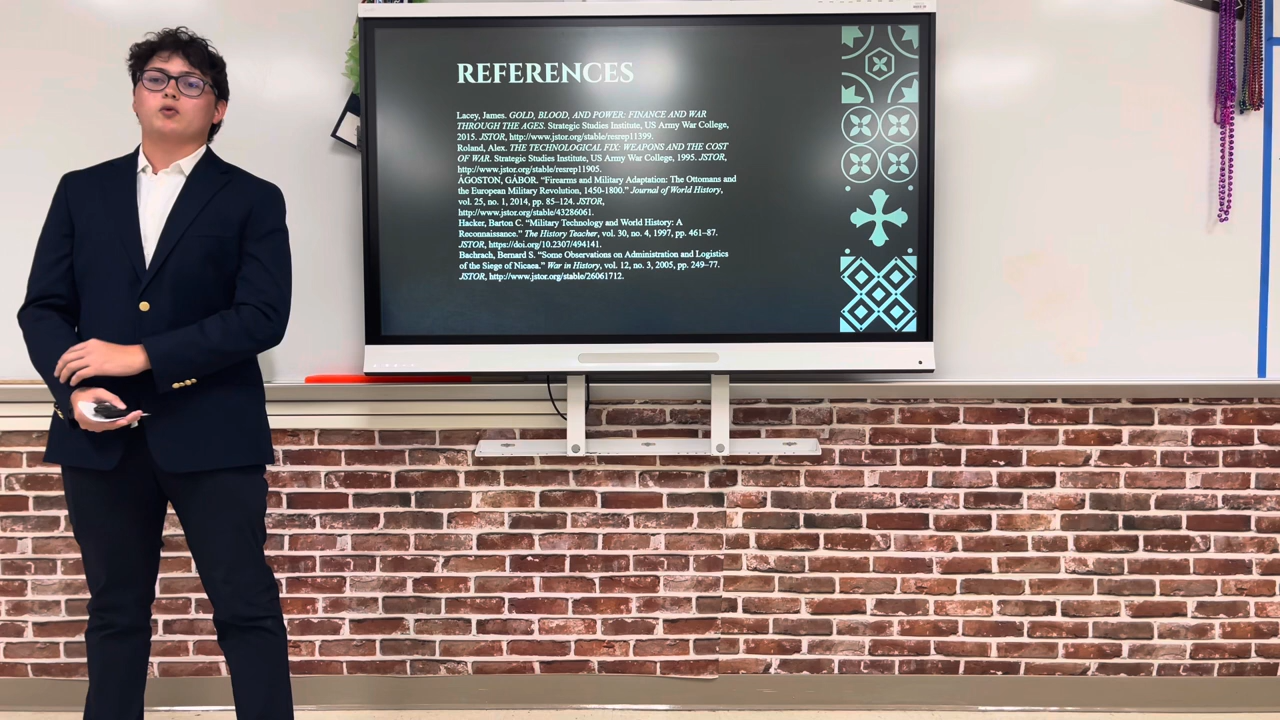 REFERENCES
Lacey, James. GOLD, BLOOD, AND POWER: FINANCE AND WAR
THROUGH THE AGES. Strategic Studies Institute, US Army War College,
2015. JSTOR, http://www.jstor.org/stable/resrep11399.
Roland, Alex. THE TECHNOLOGICAL FIX: WEAPONS AND THE COST
OF WAR. Strategic Studies Institute, US Army War College, 1995. JSTOR,
http://www.jstor.org/stable/resrep11905.
ÁGOSTON, GÁBOR. “Firearms and Military Adaptation: The Ottomans and
the European Military Revolution, 1450-1800.” Journal of World History,
vol. 25, no. 1, 2014, pp. 85–124. JSTOR,
http://www.jstor.org/stable/43286061.
Hacker, Barton C. “Military Technology and World History: A
Reconnaissance.” The History Teacher, vol. 30, no. 4, 1997, pp. 461–87.
JSTOR, https://doi.org/10.2307/494141.
Bachrach, Bernard S. “Some Observations on Administration and Logistics
of the Siege of Nicaea.” War in History, vol. 12, no. 3, 2005, pp. 249–77.
JSTOR, http://www.jstor.org/stable/26061712.